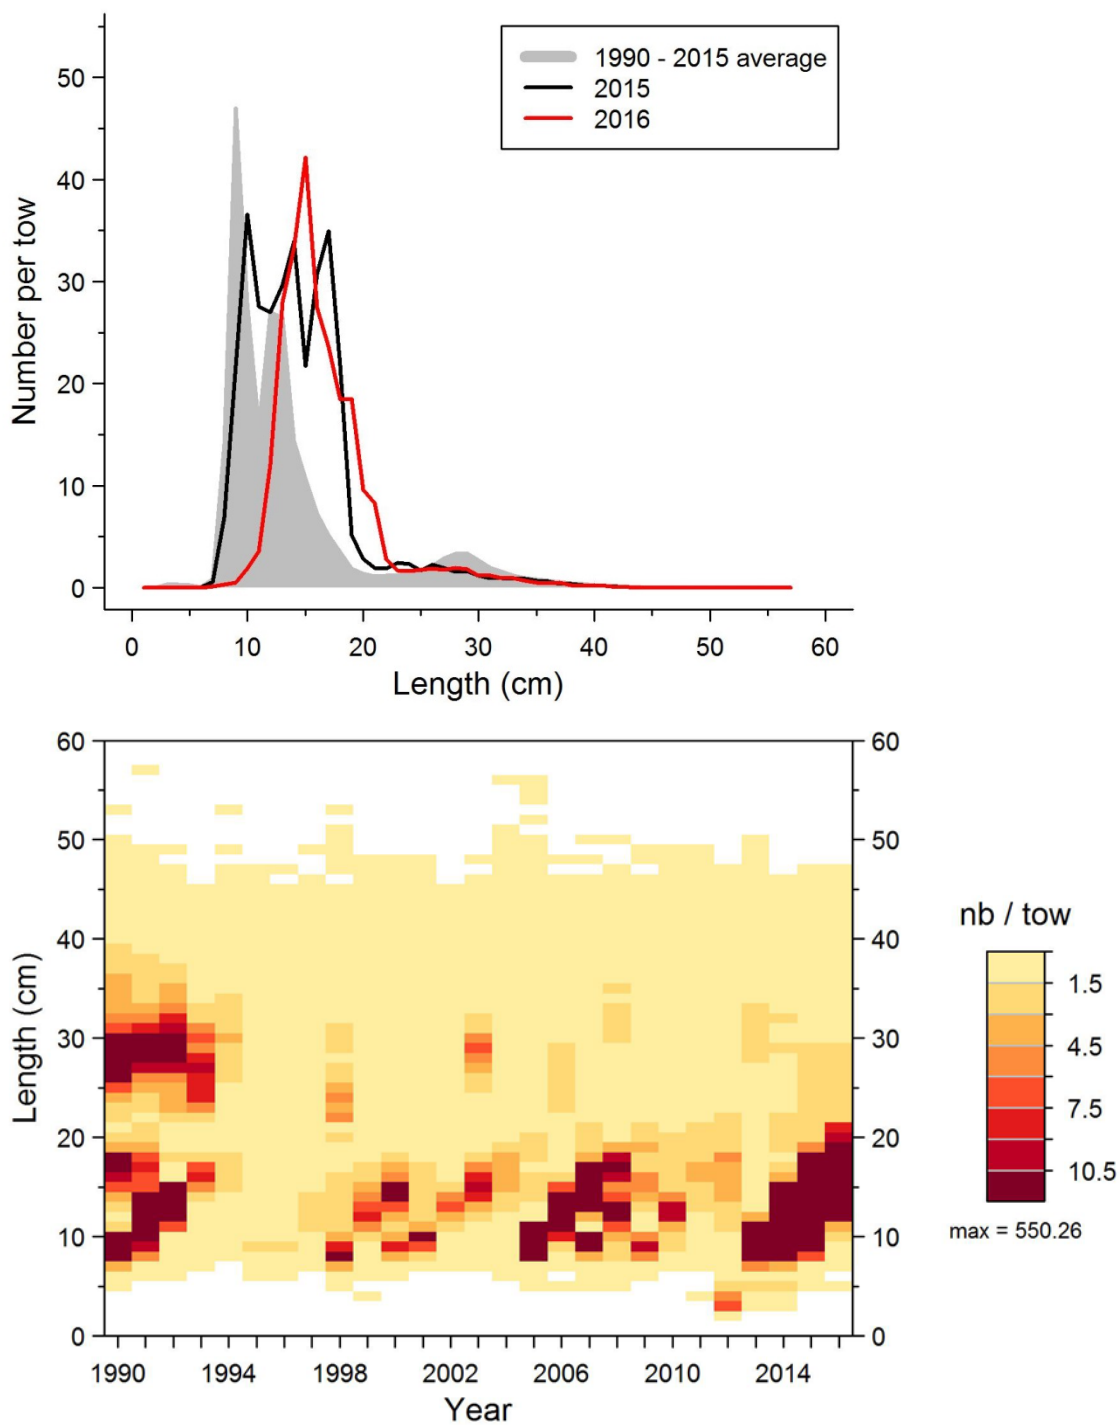 50
40
30
20
10
0
Number per tow
1990 - 2015 average
2015
2016
0 10 20 30 40 50 60
Length (cm)
60 60
50 50
40 40
30 30
20 20
10 10
0 0
Length (cm)
1990 1994 1998 2002 2006 2010 2014
Year
nb / tow
1.5
4.5
7.5
10.5
max = 550.26